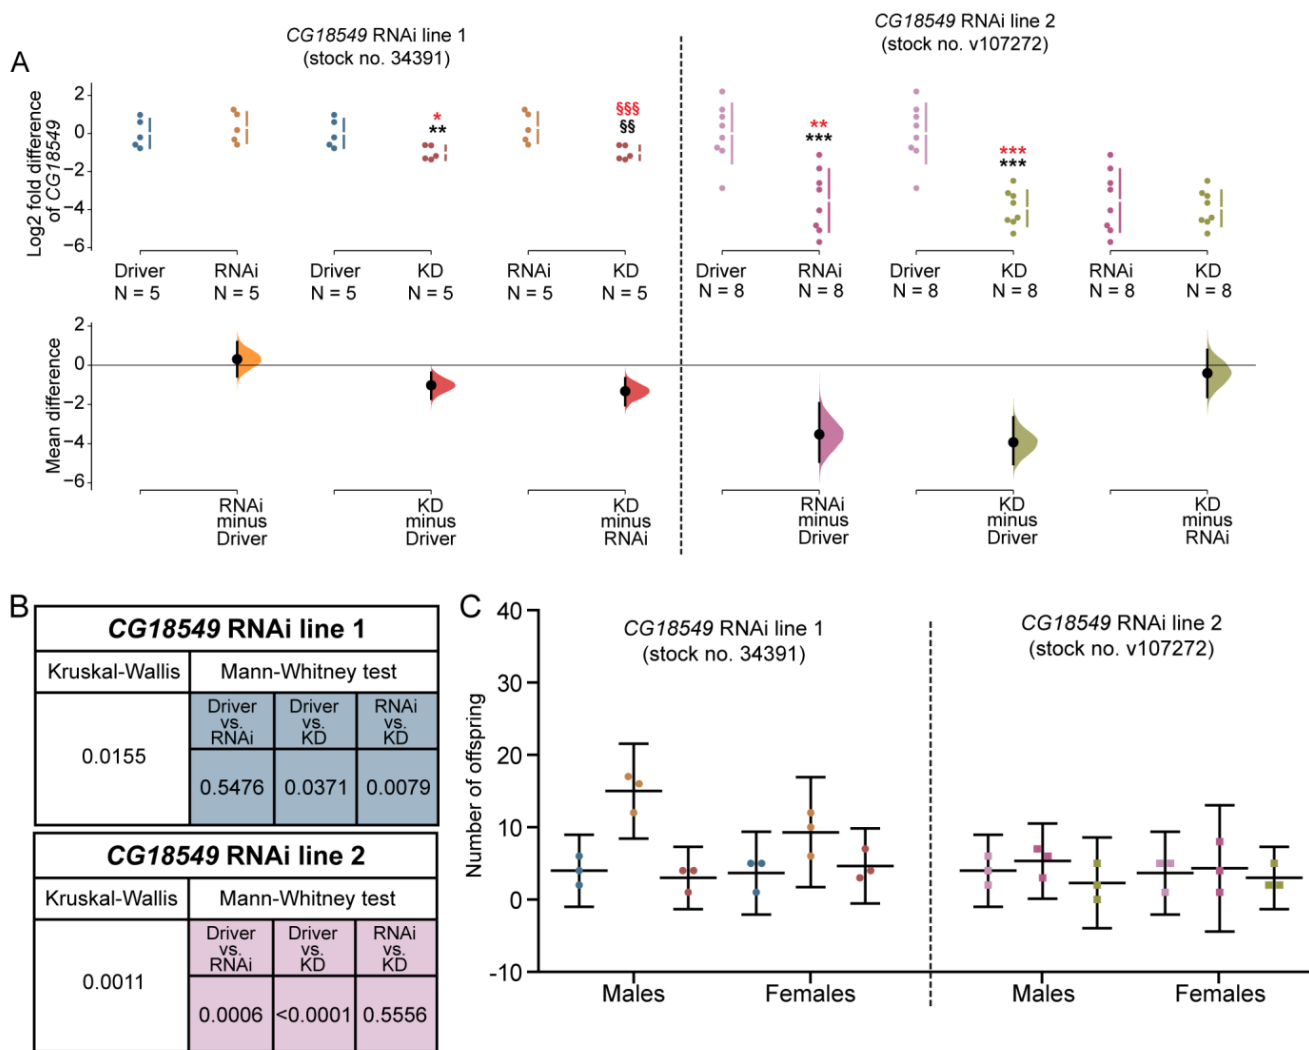 A
CG18549 RNAi line 1
(stock no. 34391)
CG18549 RNAi line 2
(stock no. v107272)
Log2 fold difference
of CG18549
2
0
−2
−4
−6
*
**
§§§
§§
**
***
***
***
Driver
N = 5
RNAi
N = 5
Driver
N = 5
KD
N = 5
RNAi
N = 5
KD
N = 5
Driver
N = 8
RNAi
N = 8
Driver
N = 8
KD
N = 8
RNAi
N = 8
KD
N = 8
Mean difference
2
0
−2
−4
−6
RNAi
minus
Driver
KD
minus
Driver
KD
minus
RNAi
RNAi
minus
Driver
KD
minus
Driver
KD
minus
RNAi
B
CG18549 RNAi line 1
Kruskal-Wallis
Mann-Whitney test
Driver
vs.
RNAi
Driver
vs.
KD
RNAi
vs.
KD
0.0155
0.5476
0.0371
0.0079
CG18549 RNAi line 2
Kruskal-Wallis
Mann-Whitney test
Driver
vs.
RNAi
Driver
vs.
KD
RNAi
vs.
KD
0.0011
0.0006
<0.0001
0.5556
C
CG18549 RNAi line 1
(stock no. 34391)
CG18549 RNAi line 2
(stock no. v107272)
Number of offspring
40
30
20
10
0
-10
Males
Females
Males
Females